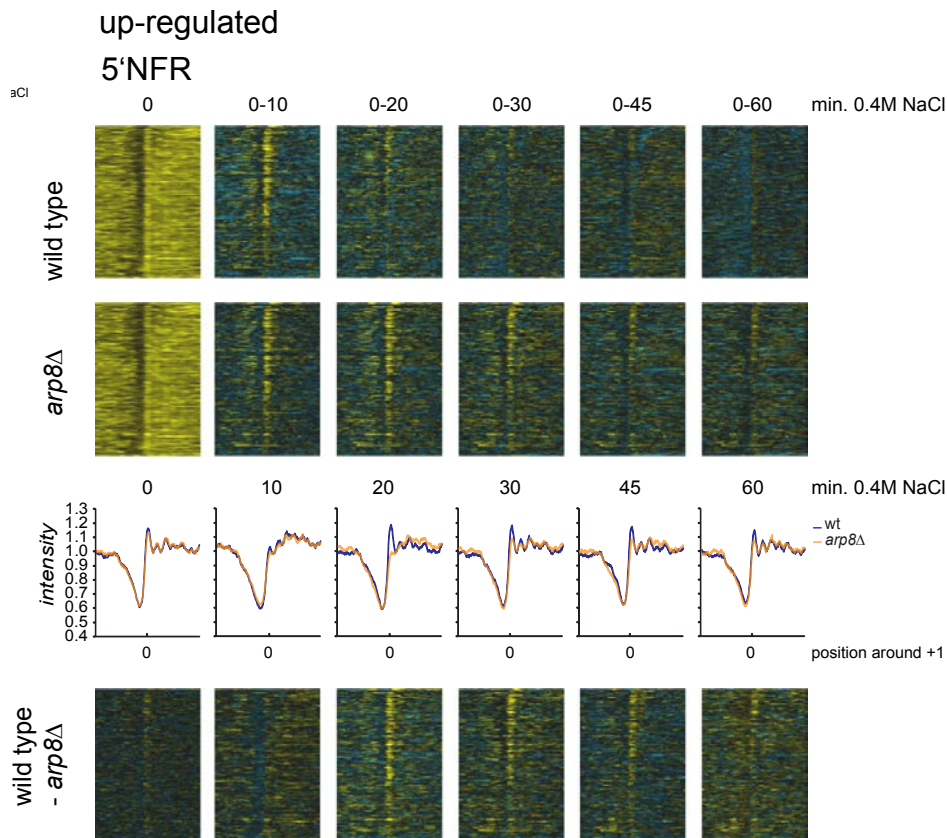 up-regulated
5‘NFR
aCl
0 0-10 0-20 0-30 0-45 0-60 min. 0.4M NaCl
wild type
arp8Δ
0 10 20 30 45 60 min. 0.4M NaCl
1.3
1.2
1.1
1.0
0.9
0.8
0.7
0.6
0.5
0.4
intensity
wt
arp8Δ
0 0 0 0 0 0 position around +1
wild type
- arp8Δ